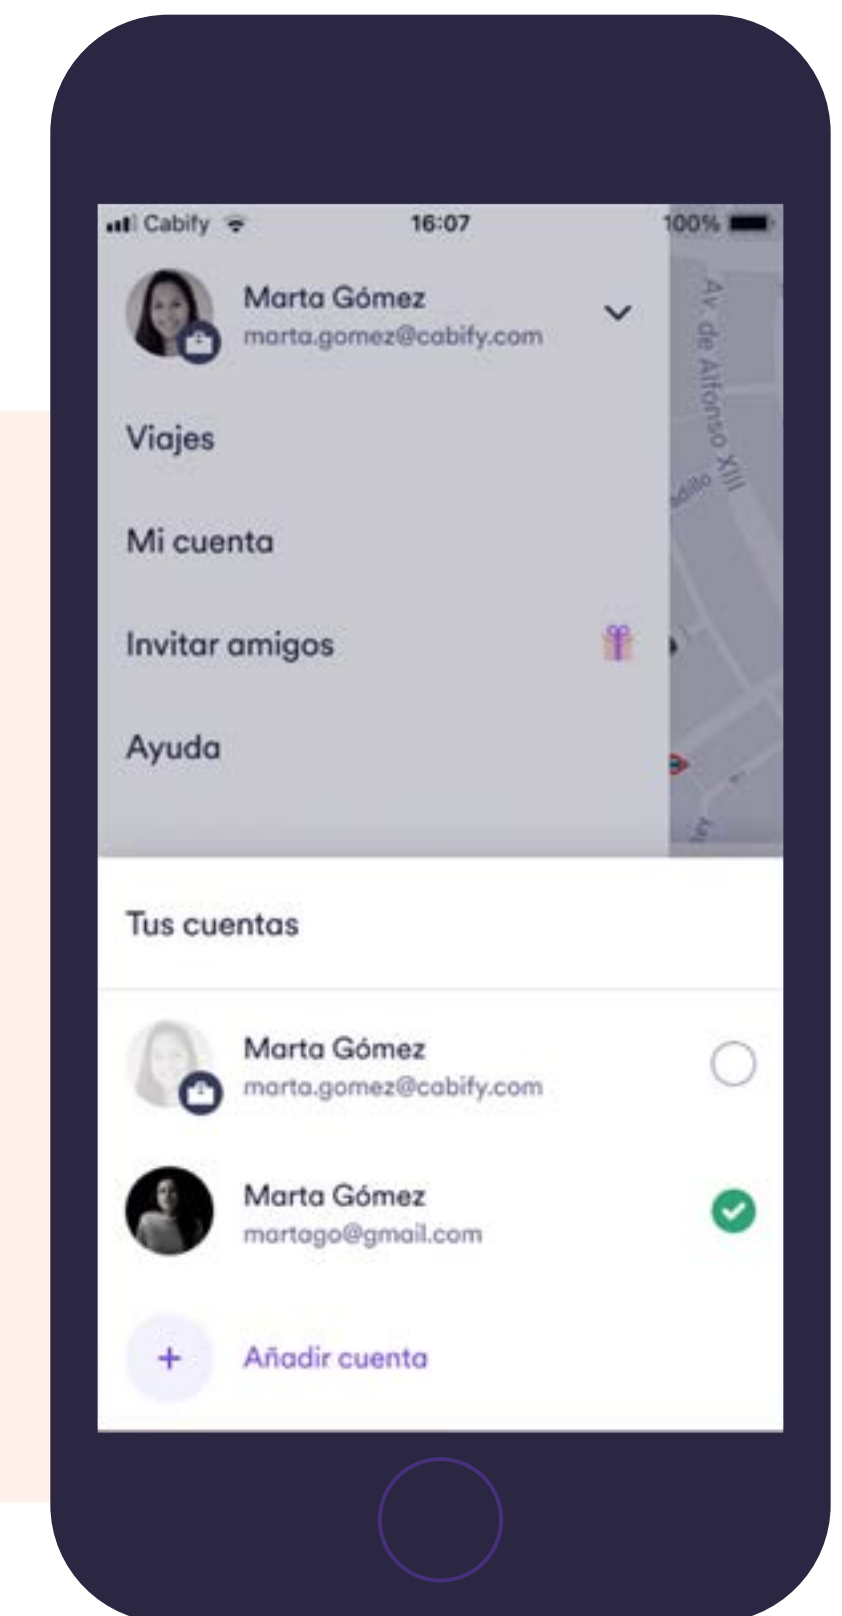 Cabify
16:07
100%
Marta Gómez
marta.gomez@cabify.com
Av. de Alfonso XIII
Viajes
Mi cuenta
Invitar amigos
Ayuda
Tus cuentas
Marta Gómez
marta.gomez@cabify.com
Marta Gómez
martago@gmail.com
+
Añadir cuenta